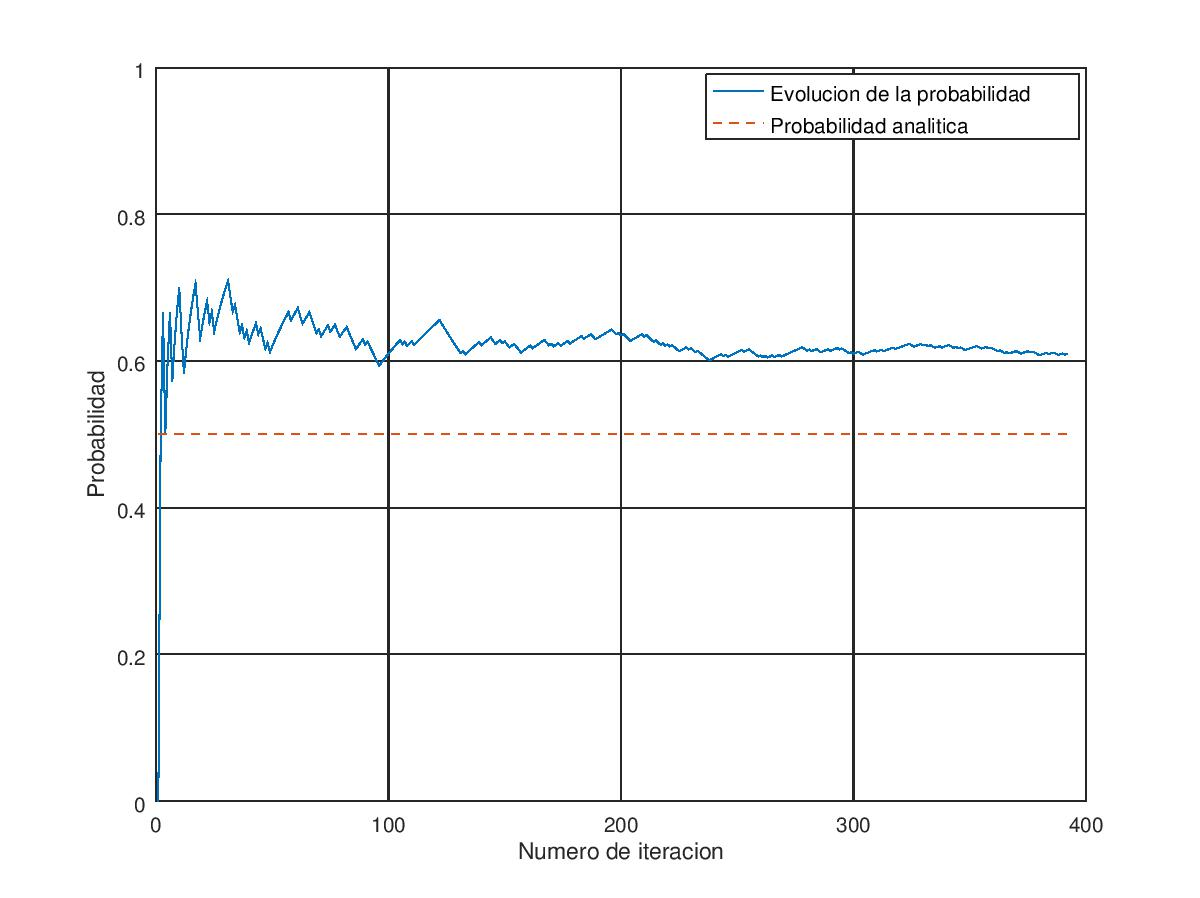 1
0.8
0.6
0.4
0.2
0
0
100
200
300
400
Probabilidad
Numero de iteracion
Evolucion de la probabilidad
Probabilidad analitica